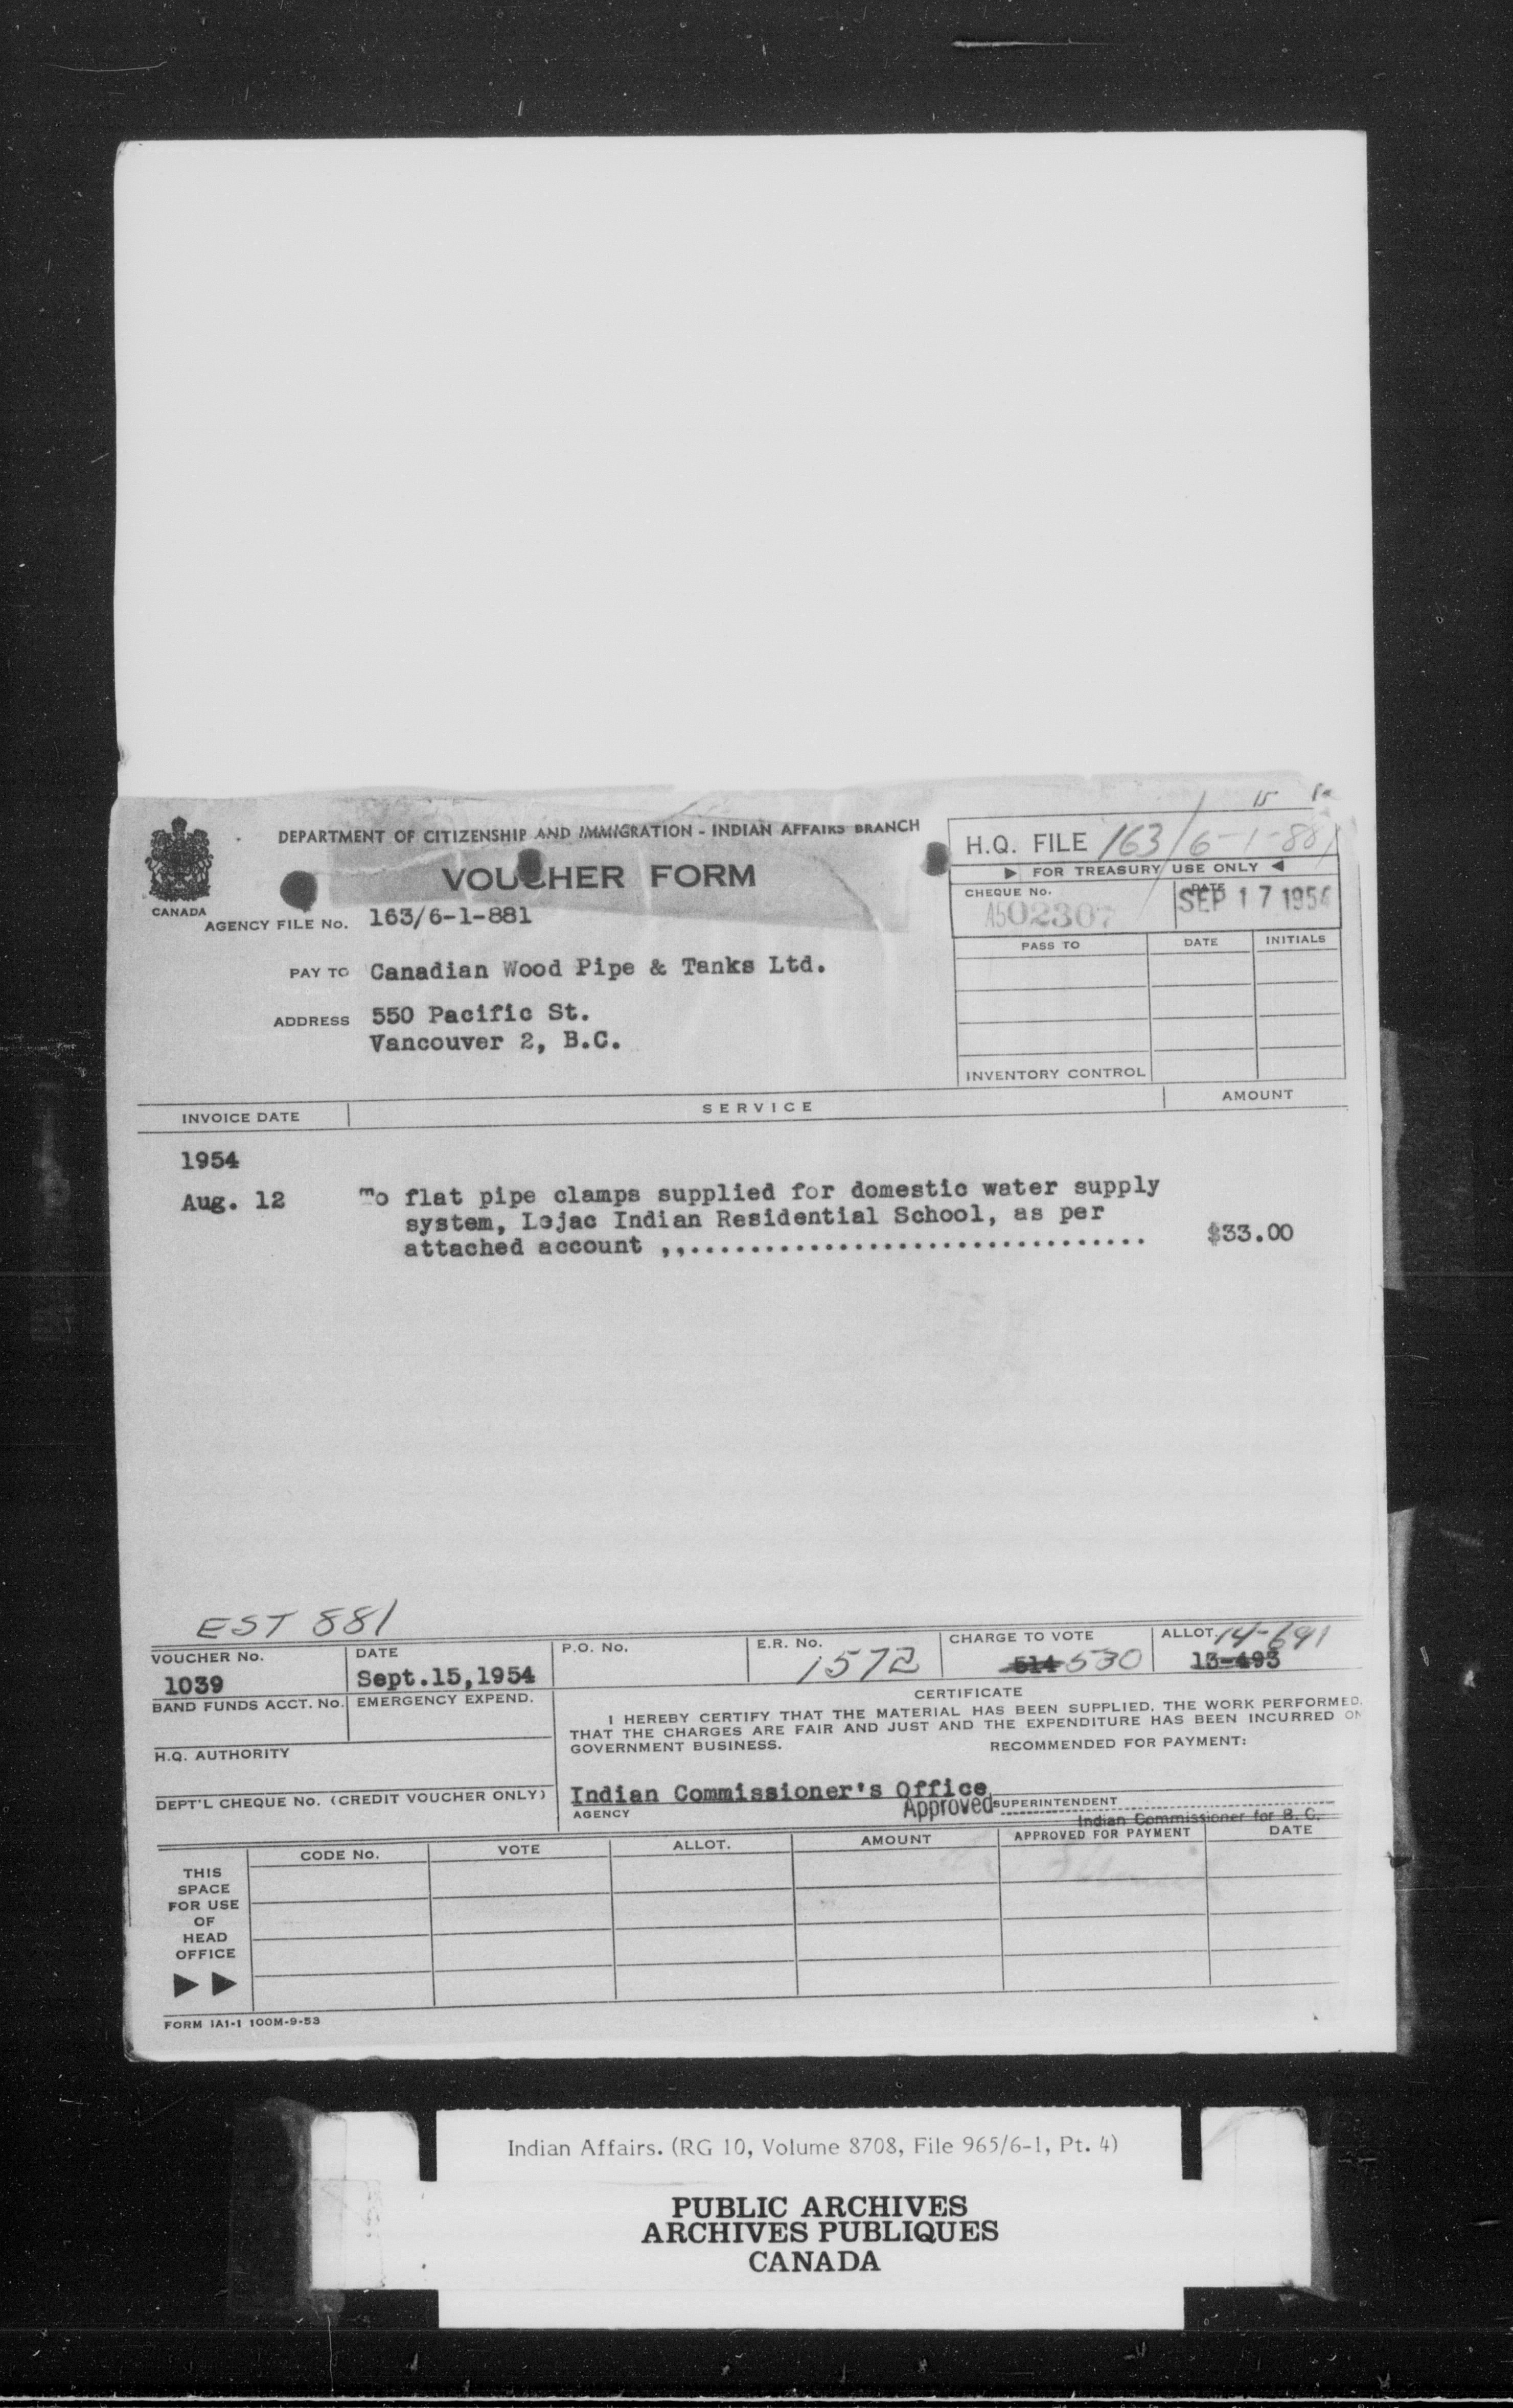 DEPARTMENT OF CITIZENSHIP AND IMMIGRATION - INDIAN AFFAIRS BRANCH
VOUCHER FORM
CANADA
AGENCY FILE No. 163/6-1-881
PAY TO Canadian Wood Pipe & Tanks Ltd.
ADDRESS 550 Pacific St.
Vancouver 2, B.C.
15
H.Q. FILE 163/6-1-881
▶ FOR TREASURY USE ONLY ◀
CHEQUE No. DATE
A502307 SEP 17 1954
PASS TO DATE INITIALS
INVENTORY CONTROL
INVOICE DATE SERVICE AMOUNT
1954
Aug. 12 To flat pipe clamps supplied for domestic water supply
system, Lejac Indian Residential School, as per
attached account ,,................................ $33.00
EST 881
VOUCHER No. DATE P.O. No. E.R. No. CHARGE TO VOTE ALLOT. 14-691
1039 Sept.15,1954 1572 514 530 13-493
BAND FUNDS ACCT. No. EMERGENCY EXPEND.
H.Q. AUTHORITY
DEPT'L CHEQUE No. (CREDIT VOUCHER ONLY)
CERTIFICATE
I HEREBY CERTIFY THAT THE MATERIAL HAS BEEN SUPPLIED, THE WORK PERFORMED,
THAT THE CHARGES ARE FAIR AND JUST AND THE EXPENDITURE HAS BEEN INCURRED ON
GOVERNMENT BUSINESS. RECOMMENDED FOR PAYMENT:
Indian Commissioner's Office
AGENCY Approved SUPERINTENDENT
Indian Commissioner for B. C.
THIS SPACE FOR USE OF HEAD OFFICE ▶ ▶
CODE No. VOTE ALLOT. AMOUNT APPROVED FOR PAYMENT DATE
FORM IA1-1 100M-9-53
Indian Affairs. (RG 10, Volume 8708, File 965/6-1, Pt. 4)
PUBLIC ARCHIVES
ARCHIVES PUBLIQUES
CANADA